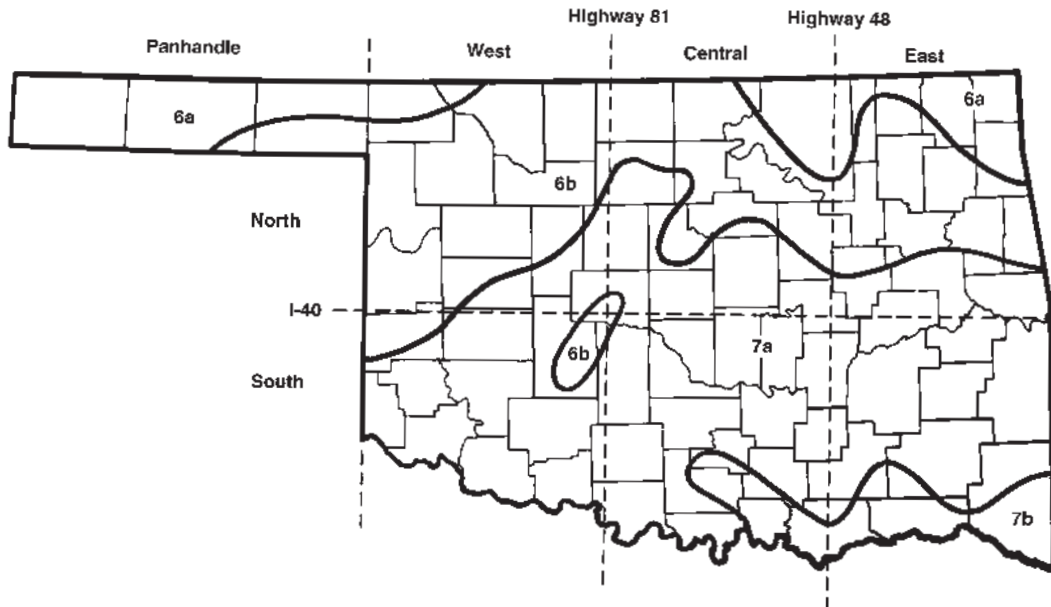 Highway 81
Highway 48
Panhandle
West
Central
East
6a
6a
6b
North
I-40
6b
7a
South
7b